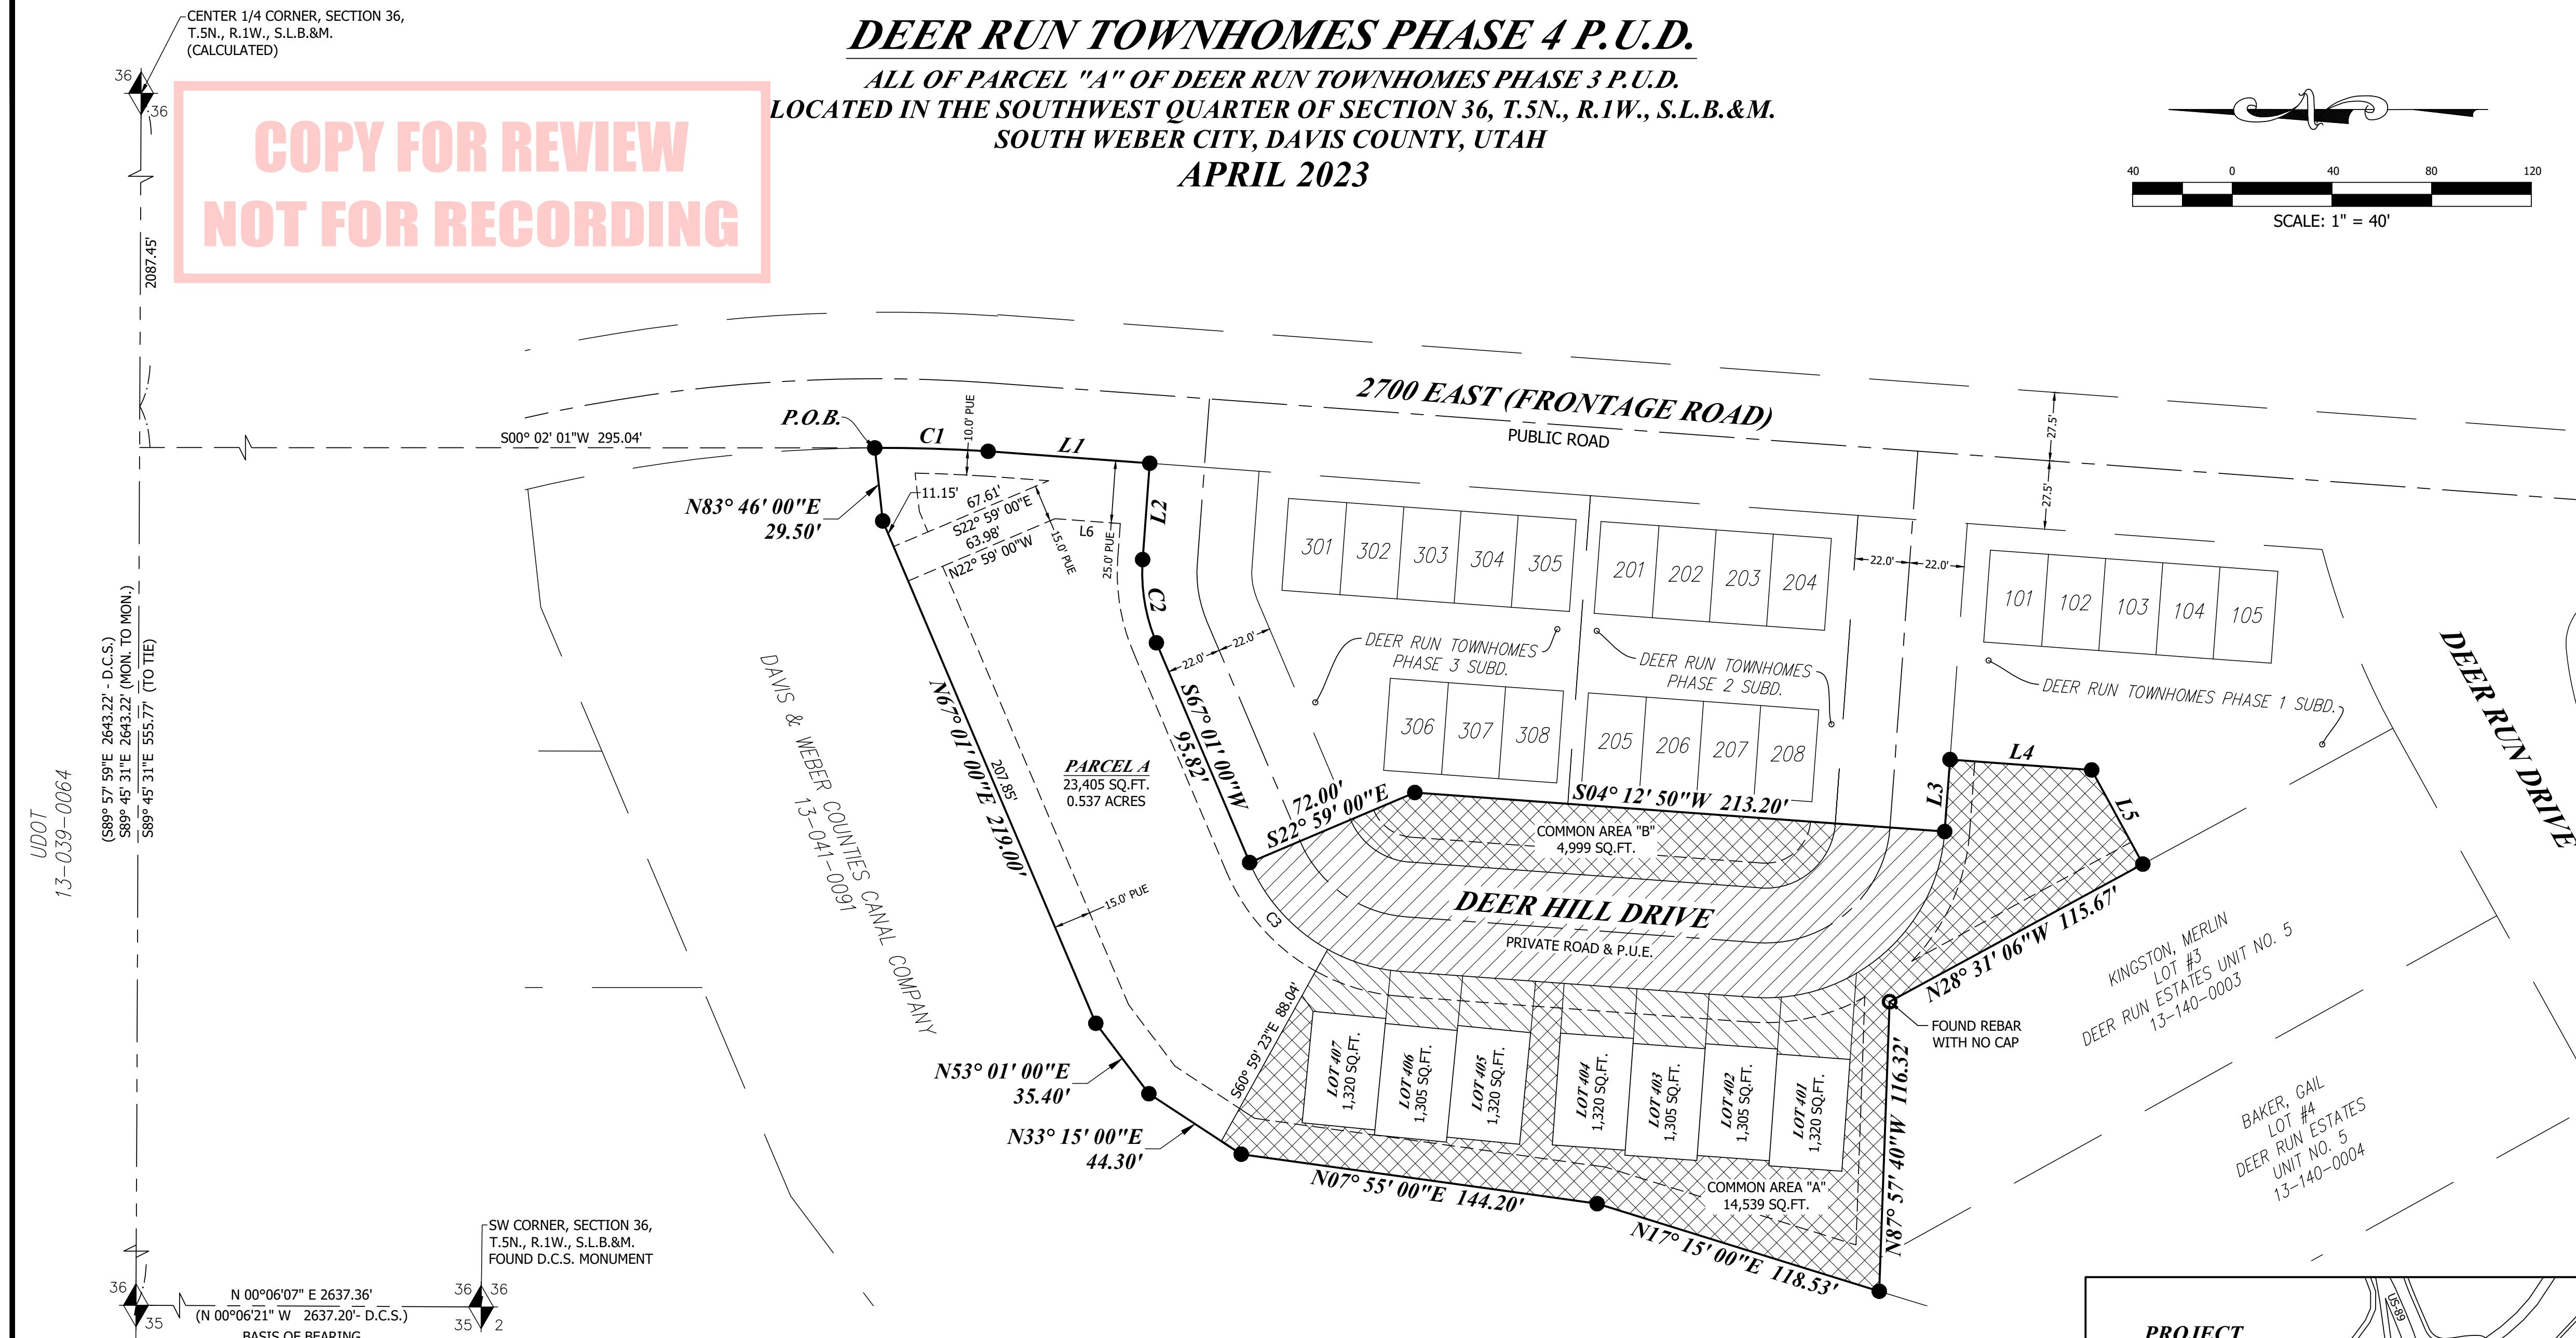 CENTER 1/4 CORNER, SECTION 36,
T.5N., R.1W., S.L.B.&M.
(CALCULATED)
36
36
DEER RUN TOWNHOMES PHASE 4 P.U.D.
ALL OF PARCEL "A" OF DEER RUN TOWNHOMES PHASE 3 P.U.D.
LOCATED IN THE SOUTHWEST QUARTER OF SECTION 36, T.5N., R.1W., S.L.B.&M.
SOUTH WEBER CITY, DAVIS COUNTY, UTAH
APRIL 2023
COPY FOR REVIEW
NOT FOR RECORDING
N
40 0 40 80 120
SCALE: 1" = 40'
2087.45'
S00° 02' 01"W 295.04'
P.O.B.
C1
10.0' PUE
L1
2700 EAST (FRONTAGE ROAD)
PUBLIC ROAD
27.5'
27.5'
N83° 46' 00"E
29.50'
11.15'
67.61'
S22° 59' 00"E
63.98'
N22° 59' 00"W
15.0' PUE
L6
25.0' PUE
L2
C2
22.0'
22.0'
301
302
303
304
305
201
202
203
204
22.0'
22.0'
101
102
103
104
105
DEER RUN TOWNHOMES
PHASE 3 SUBD.
DEER RUN TOWNHOMES
PHASE 2 SUBD.
DEER RUN TOWNHOMES PHASE 1 SUBD.
DEER RUN DRIVE
306
307
308
205
206
207
208
(S89° 57' 59"E 2643.22' - D.C.S.)
S89° 45' 31"E 2643.22' (MON. TO MON.)
S89° 45' 31"E 555.77' (TO TIE)
UDOT
13-039-0064
DAVIS & WEBER COUNTIES CANAL COMPANY
13-041-0091
N67° 01' 00"E 219.00'
207.85'
PARCEL A
23,405 SQ.FT.
0.537 ACRES
S67° 01' 00"W
95.82'
72.00'
S22° 59' 00"E
S04° 12' 50"W 213.20'
L3
L4
L5
COMMON AREA "B"
4,999 SQ.FT.
DEER HILL DRIVE
PRIVATE ROAD & P.U.E.
C3
15.0' PUE
N28° 31' 06"W 115.67'
KINGSTON, MERLIN
LOT #3
DEER RUN ESTATES UNIT NO. 5
13-140-0003
FOUND REBAR
WITH NO CAP
S60° 59' 23"E 88.04'
LOT 407
1,320 SQ.FT.
LOT 406
1,305 SQ.FT.
LOT 405
1,320 SQ.FT.
LOT 404
1,320 SQ.FT.
LOT 403
1,305 SQ.FT.
LOT 402
1,305 SQ.FT.
LOT 401
1,320 SQ.FT.
N87° 57' 40"W 116.32'
BAKER, GAIL
LOT #4
DEER RUN ESTATES
UNIT NO. 5
13-140-0004
N53° 01' 00"E
35.40'
N33° 15' 00"E
44.30'
N07° 55' 00"E 144.20'
COMMON AREA "A"
14,539 SQ.FT.
N17° 15' 00"E 118.53'
SW CORNER, SECTION 36,
T.5N., R.1W., S.L.B.&M.
FOUND D.C.S. MONUMENT
36
35
N 00°06'07" E 2637.36'
(N 00°06'21" W 2637.20'- D.C.S.)
BASIS OF BEARING
36 36
35 2
US-89
PROJECT